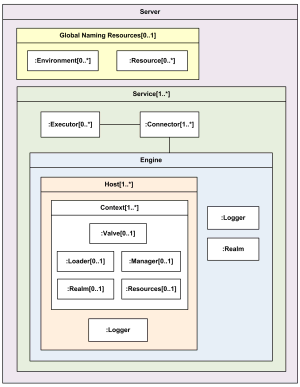 Server
Global Naming Resources[0..1]
:Environment[0..*]
:Resource[0..*]
Service[1..*]
:Executor[0..*]
:Connector[1..*]
Engine
Host[1..*]
Context[1..*]
:Valve[0..1]
:Loader[0..1]
:Manager[0..1]
:Realm[0..1]
:Resources[0..1]
:Logger
:Logger
:Realm